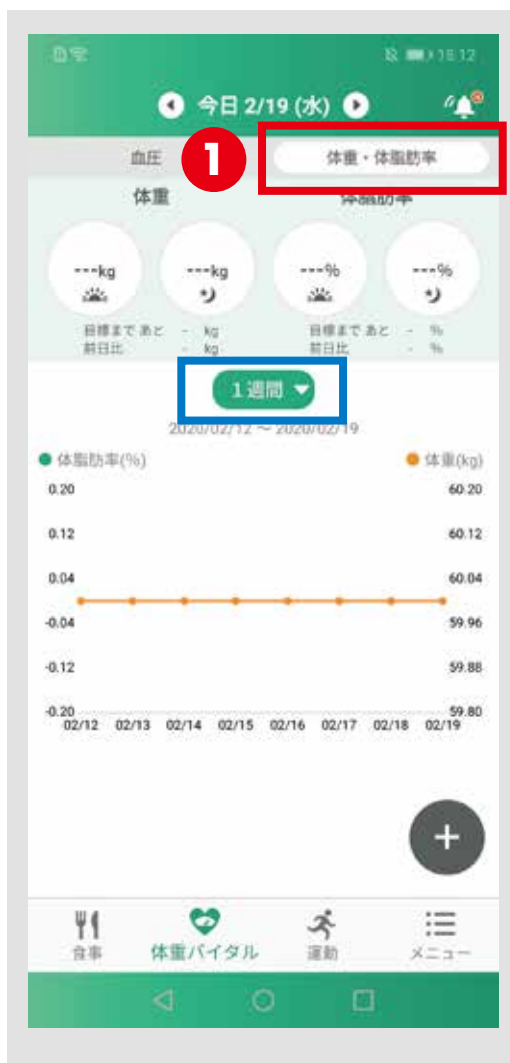 15:12
今日 2/19 (水)
血圧
1
体重・体脂肪率
体重
体脂肪率
---kg
---kg
---%
---%
目標まで あと - kg
前日比 - kg
目標まで あと - %
前日比 - %
1週間
2020/02/12 ～ 2020/02/19
体脂肪率(%)
体重(kg)
0.20
60.20
0.12
60.12
0.04
60.04
-0.04
59.96
-0.12
59.88
-0.20
59.80
02/12 02/13 02/14 02/15 02/16 02/17 02/18 02/19
+
食事
体重バイタル
運動
メニュー